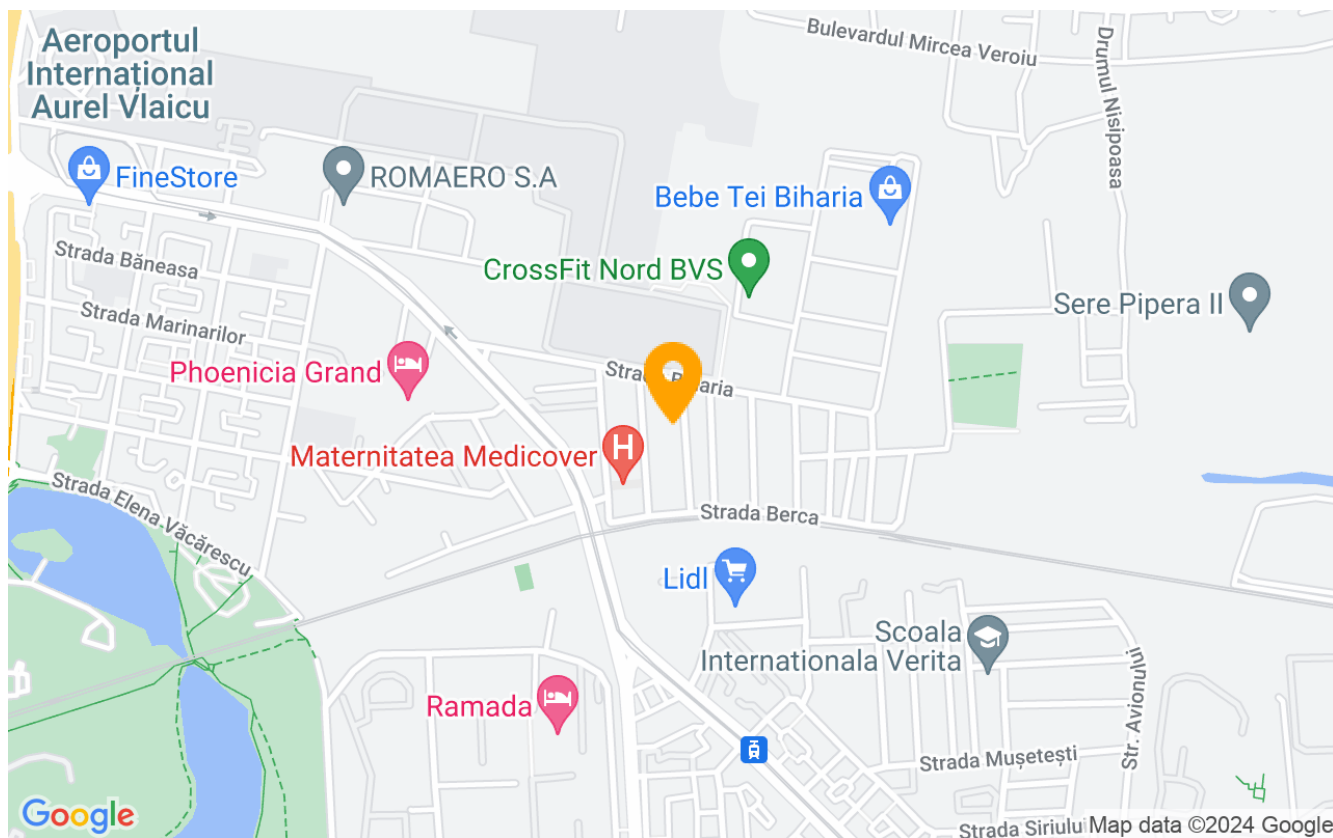 Bulevardul Mircea Veroiu
Aeroportul
Internațional
Aurel Vlaicu
Drumul Nisipoasa
FineStore
ROMAERO S.A
Bebe Tei Biharia
Strada Băneasa
CrossFit Nord BVS
Sere Pipera II
Strada Marinarilor
Phoenicia Grand
Strada
Maternitatea Medicover
H
Strada Elena Văcărescu
Strada Berca
Lidl
Scoala
Internationala Verita
Ramada
Str. Avionului
Strada Mușetești
Google
Strada Siriului
Map data ©2024 Google